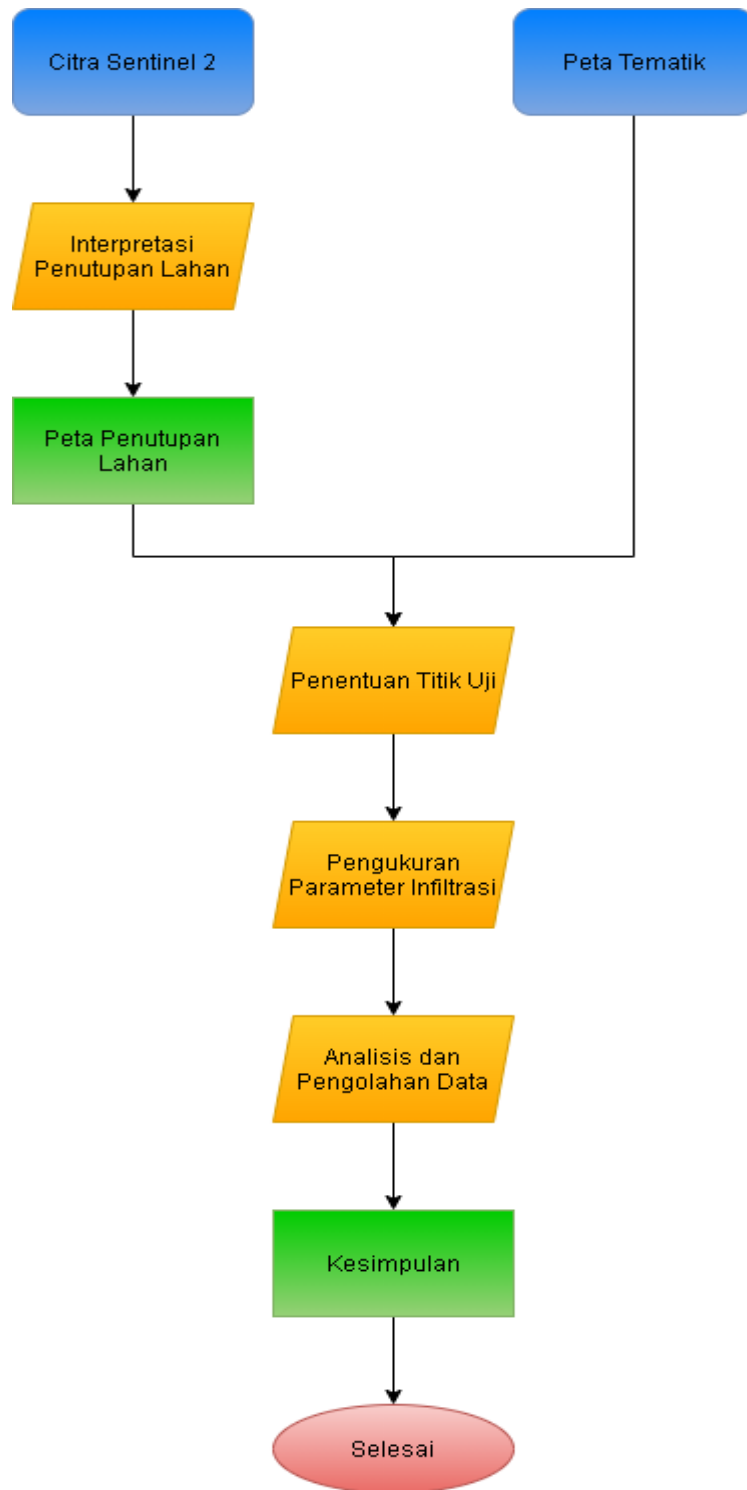 Citra Sentinel 2
Peta Tematik
Interpretasi
Penutupan Lahan
Peta Penutupan
Lahan
Penentuan Titik Uji
Pengukuran
Parameter Infiltrasi
Analisis dan
Pengolahan Data
Kesimpulan
Selesai